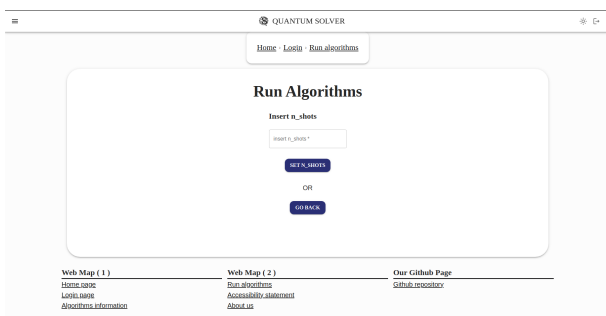 QUANTUM SOLVER
Home · Login · Run algorithms
Run Algorithms
Insert n_shots
insert n_shots *
SET N_SHOTS
OR
GO BACK
Web Map ( 1 )
Home page
Login page
Algorithms information
Web Map ( 2 )
Run algorithms
Accessibility statement
About us
Our Github Page
Github repository